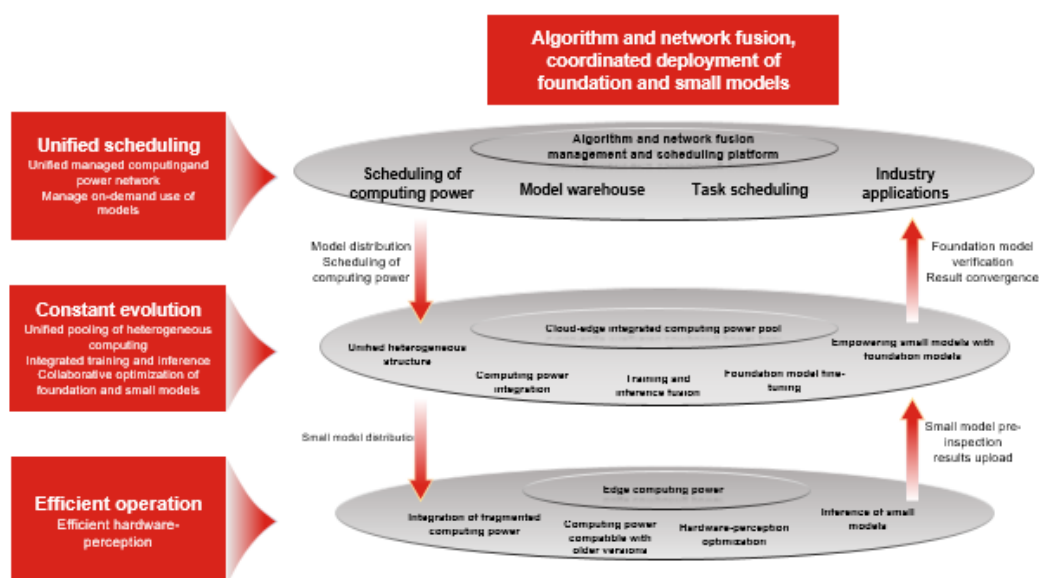 Algorithm and network fusion,
coordinated deployment of
foundation and small models
Unified scheduling
Unified managed computingand
power network
Manage on-demand use of
models
Algorithm and network fusion
management and scheduling platform
Scheduling of
computing power
Model warehouse
Task scheduling
Industry
applications
Model distribution
Scheduling of
computing power
Foundation model
verification
Result convergence
Constant evolution
Unified pooling of heterogeneous
computing
Integrated training and inference
Collaborative optimization of
foundation and small models
Cloud-edge integrated computing power pool
Unified heterogeneous
structure
Computing power
integration
Training and
inference fusion
Foundation model fine-
tuning
Empowering small models with
foundation models
Small model distributio
Small model pre-
inspection
results upload
Efficient operation
Efficient hardware-
perception
Edge computing power
Integration of fragmented
computing power
Computing power
compatible with
older versions
Hardware-perception
optimization
Inference of small
models